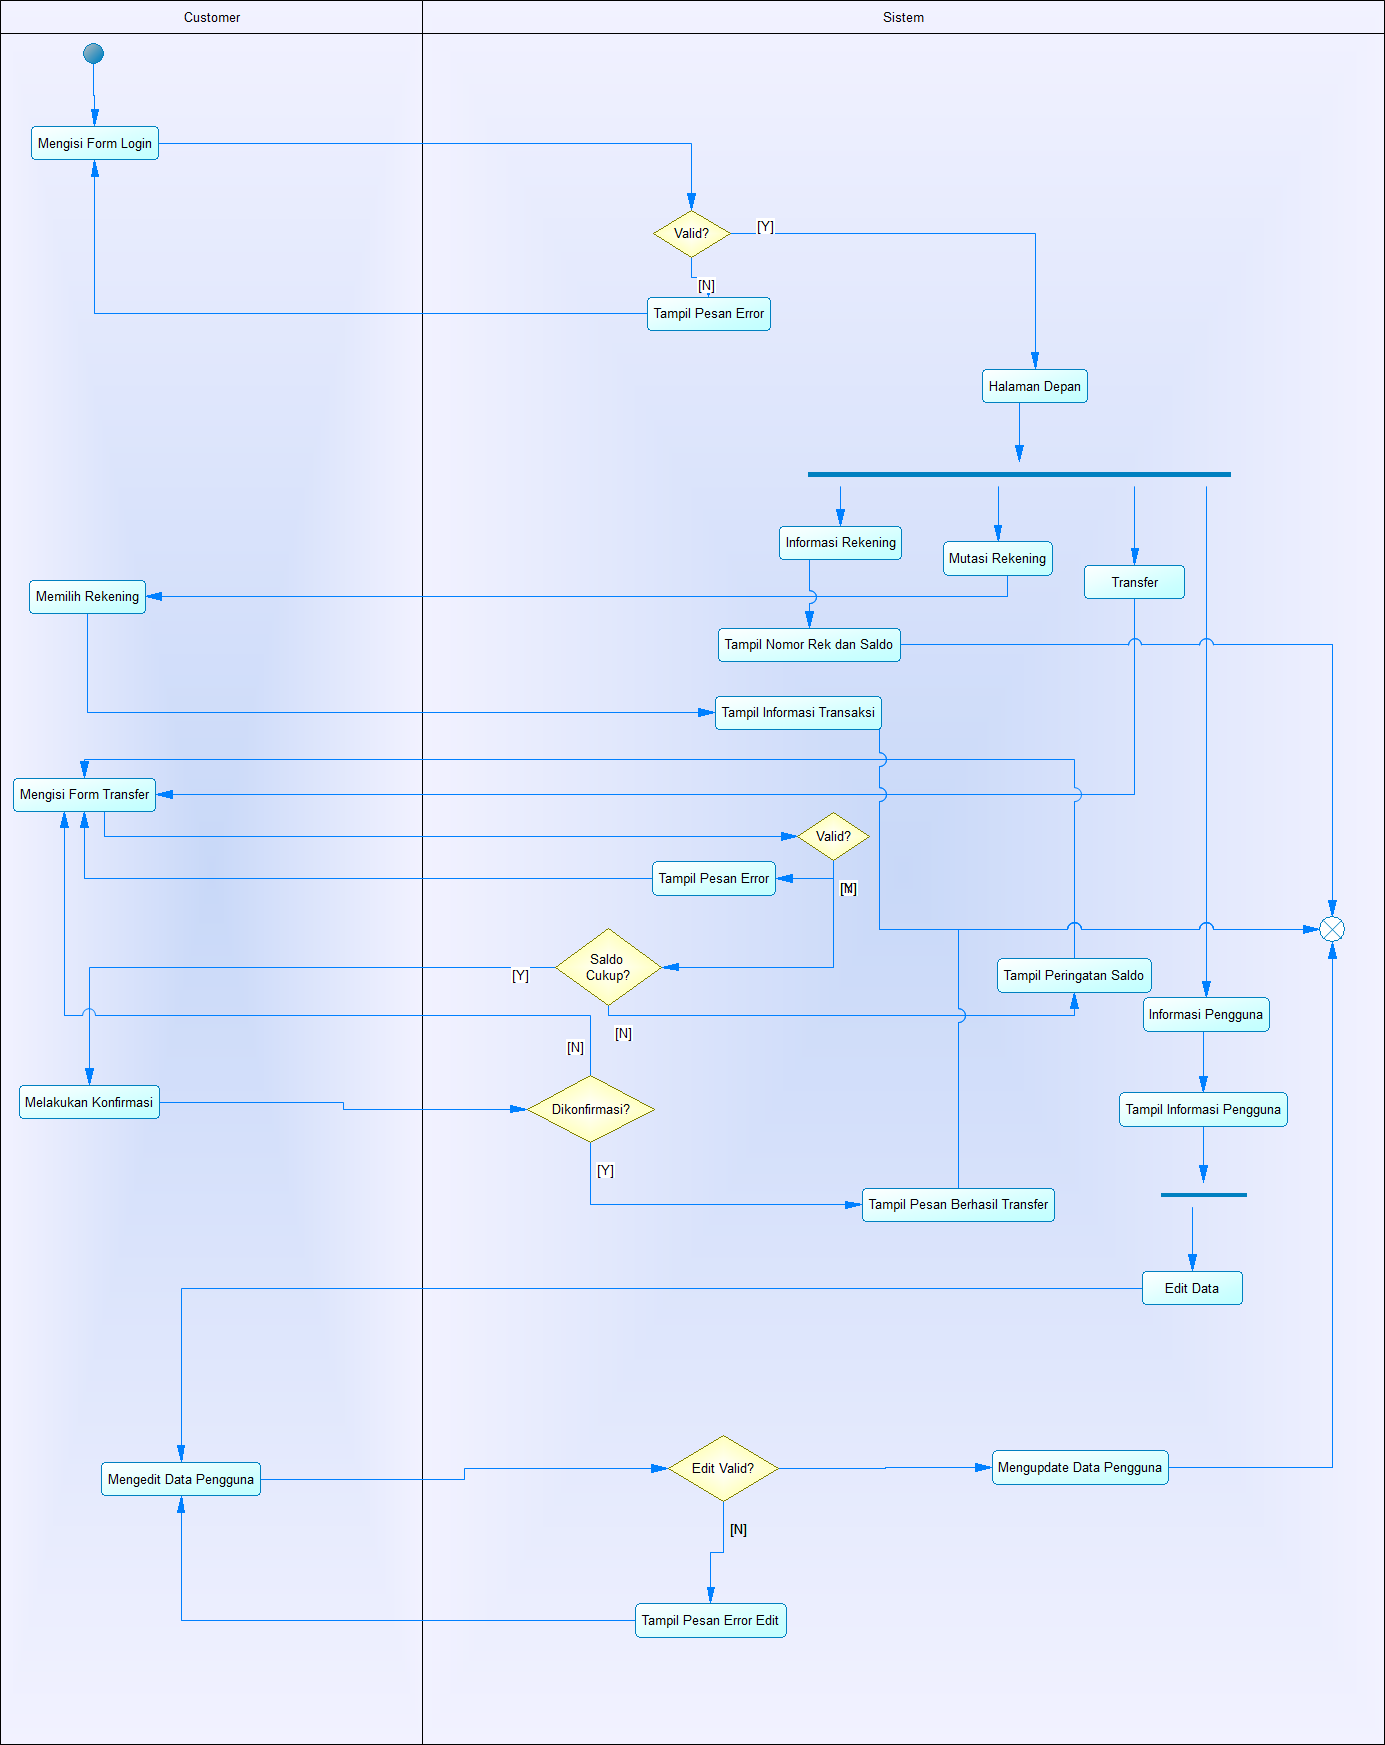 Customer
Sistem
Mengisi Form Login
Valid?
[Y]
[N]
Tampil Pesan Error
Halaman Depan
Informasi Rekening
Mutasi Rekening
Transfer
Memilih Rekening
Tampil Nomor Rek dan Saldo
Tampil Informasi Transaksi
Mengisi Form Transfer
Valid?
Tampil Pesan Error
Saldo
Cukup?
[Y]
[N]
Tampil Peringatan Saldo
Informasi Pengguna
[N]
Melakukan Konfirmasi
Dikonfirmasi?
Tampil Informasi Pengguna
[Y]
Tampil Pesan Berhasil Transfer
Edit Data
Mengedit Data Pengguna
Edit Valid?
Mengupdate Data Pengguna
[N]
Tampil Pesan Error Edit